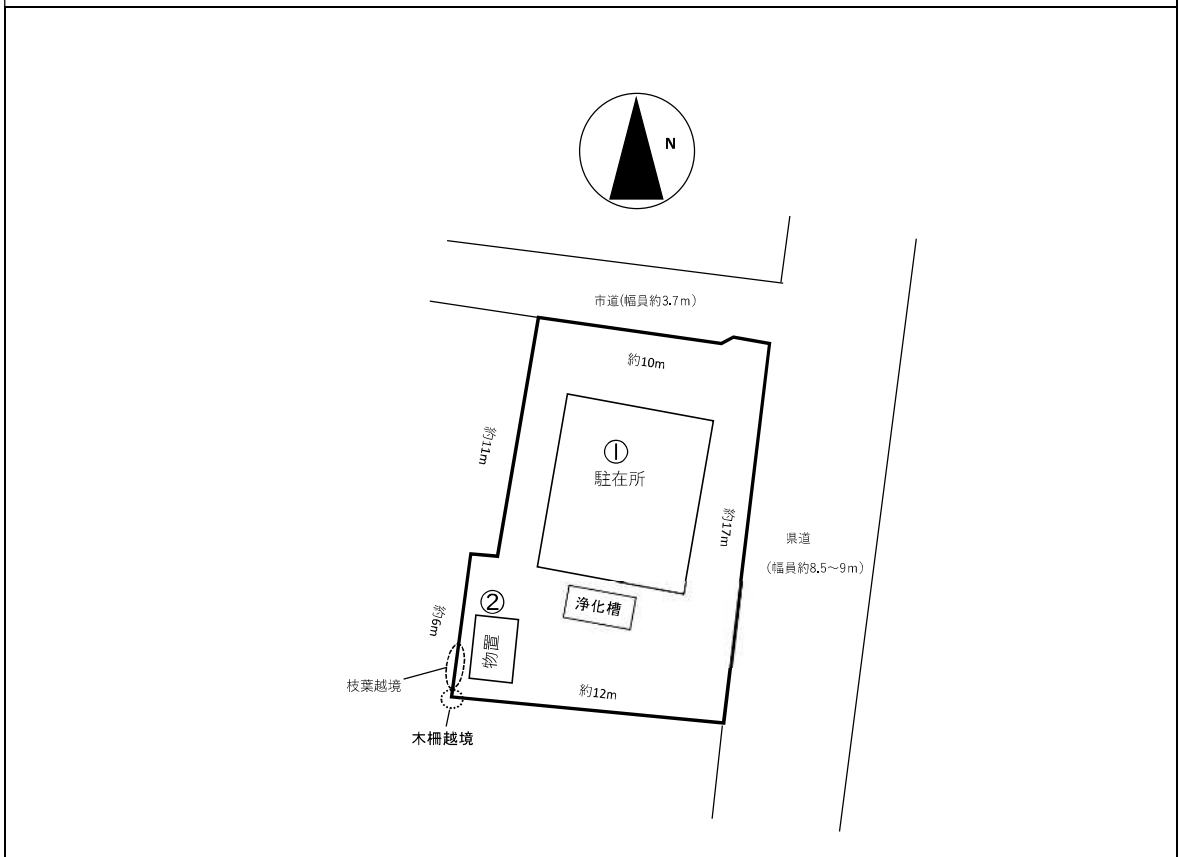 N
市道(幅員約3.7m)
約10m
①
駐在所
約11m
約17m
県道
(幅員約8.5～9m)
②
浄化槽
物置
約6m
枝葉越境
約12m
木柵越境